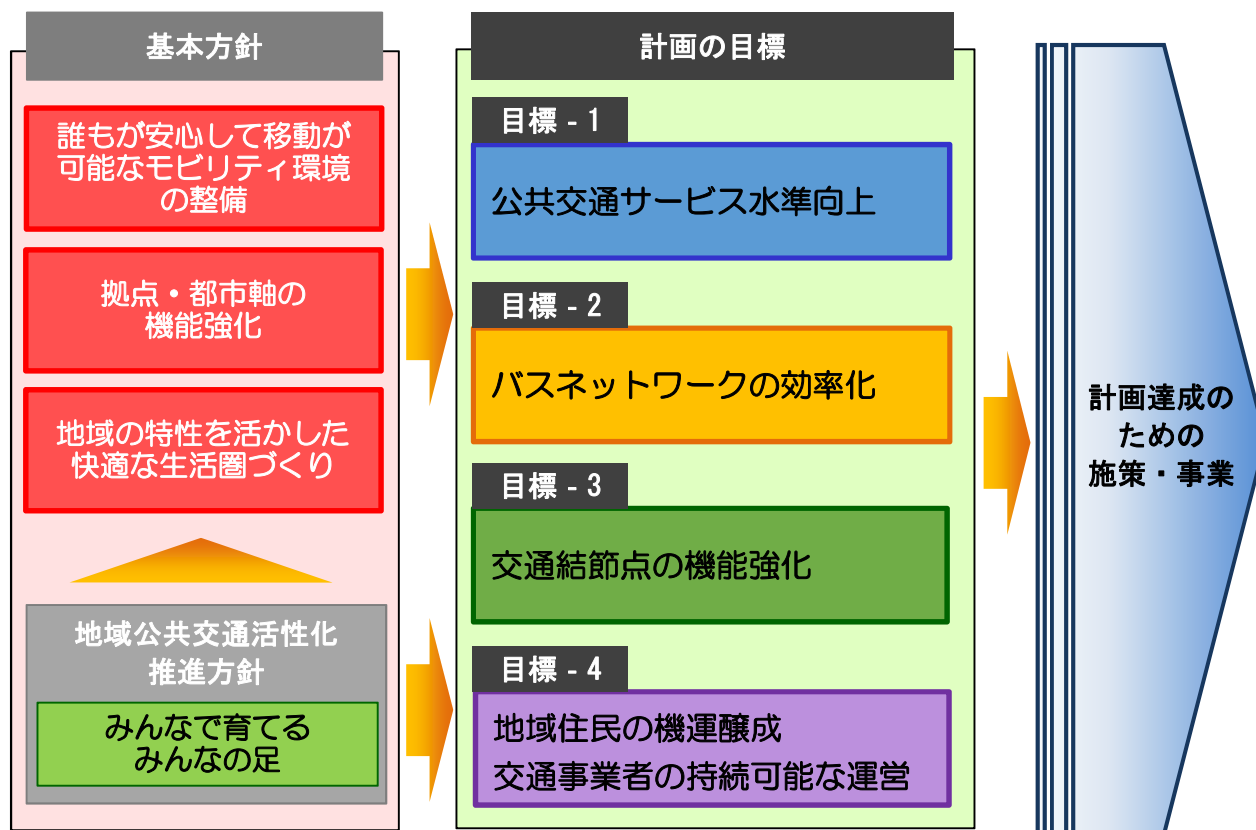 基本方針
誰もが安心して移動が
可能なモビリティ環境
の整備
拠点・都市軸の
機能強化
地域の特性を活かした
快適な生活圏づくり
地域公共交通活性化
推進方針
みんなで育てる
みんなの足
計画の目標
目標 - 1
公共交通サービス水準向上
目標 - 2
バスネットワークの効率化
目標 - 3
交通結節点の機能強化
目標 - 4
地域住民の機運醸成
交通事業者の持続可能な運営
計画達成の
ための
施策・事業